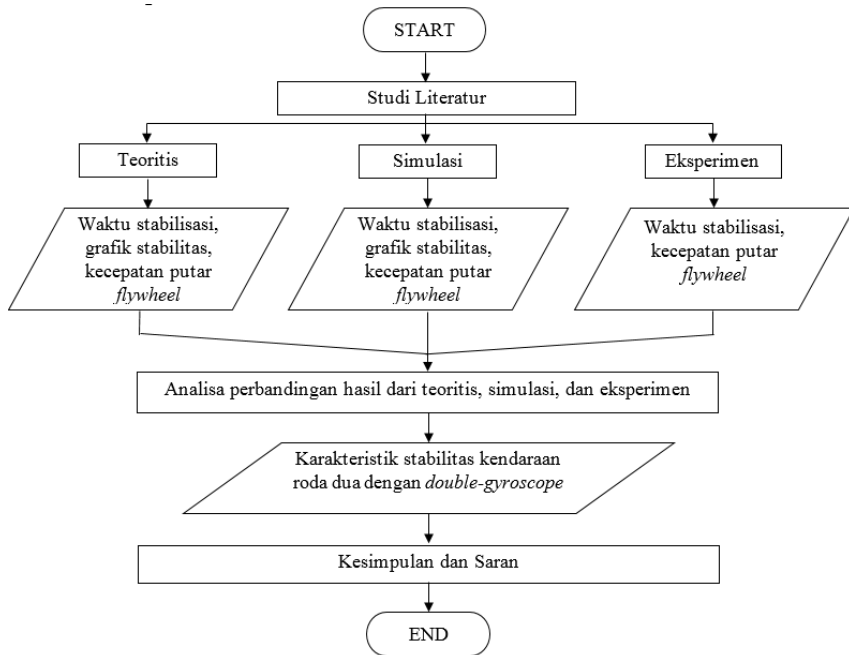 START
Studi Literatur
Teoritis
Simulasi
Eksperimen
Waktu stabilisasi,
grafik stabilitas,
kecepatan putar
flywheel
Waktu stabilisasi,
grafik stabilitas,
kecepatan putar
flywheel
Waktu stabilisasi,
kecepatan putar
flywheel
Analisa perbandingan hasil dari teoritis, simulasi, dan eksperimen
Karakteristik stabilitas kendaraan
roda dua dengan double-gyroscope
Kesimpulan dan Saran
END